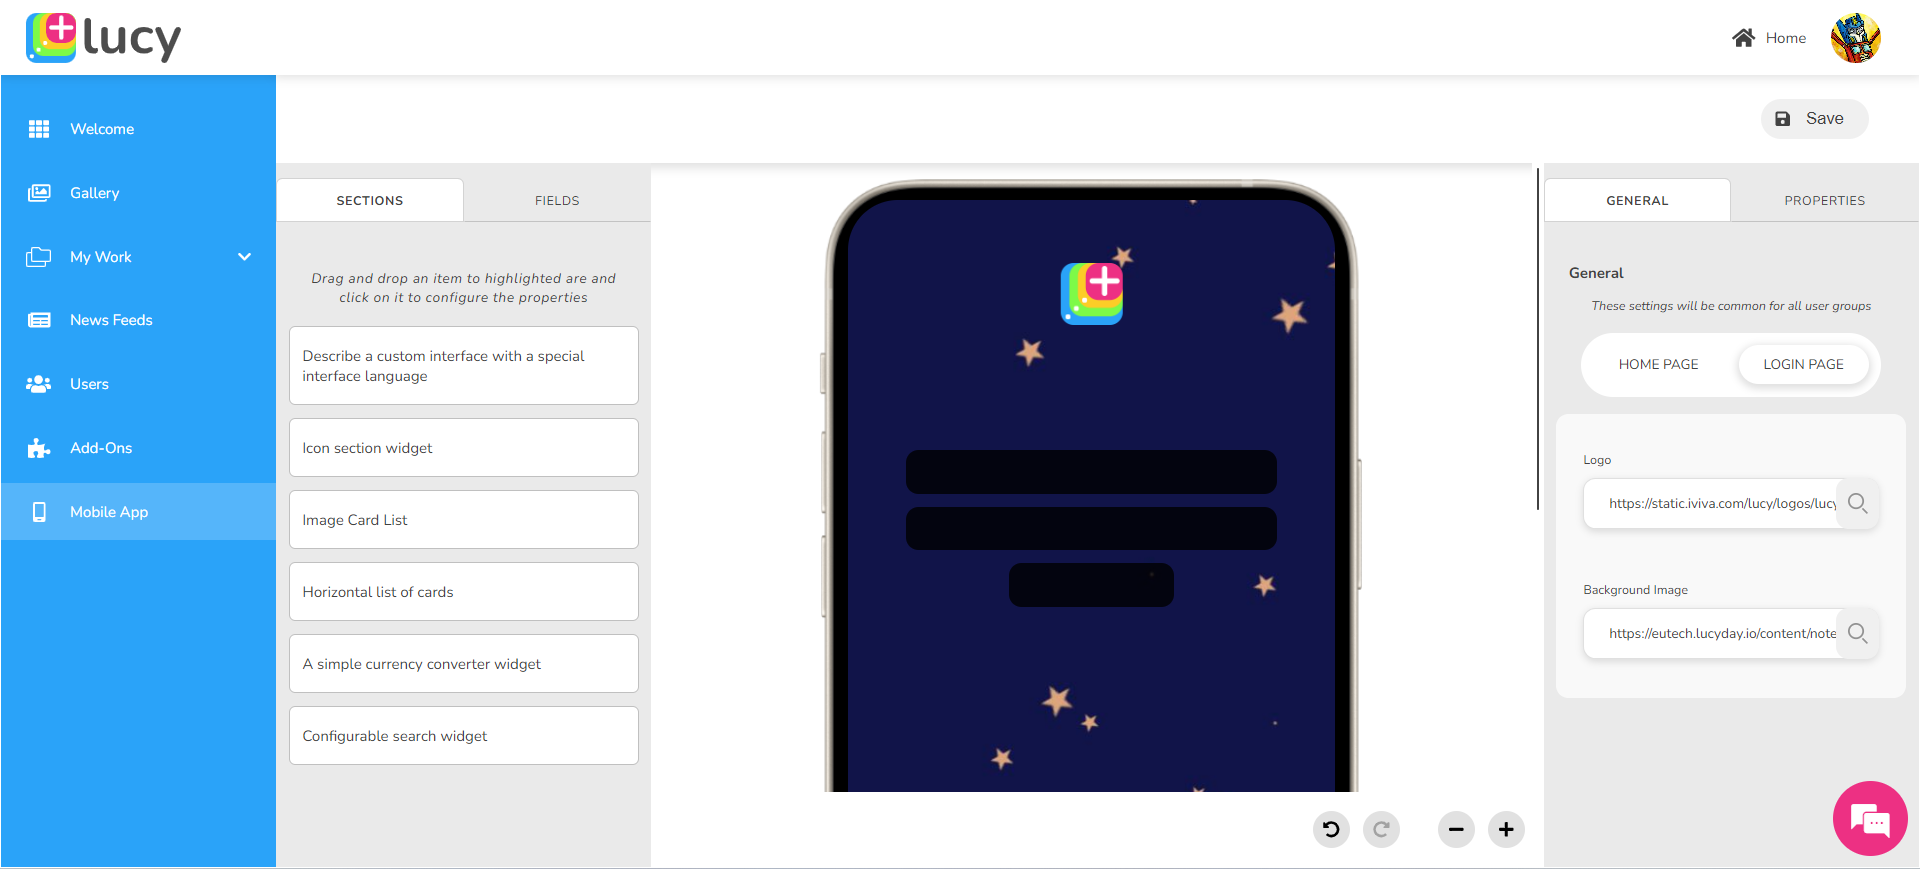 lucy
Home
Save
Welcome
Gallery
My Work
News Feeds
Users
Add-Ons
Mobile App
SECTIONS
FIELDS
Drag and drop an item to highlighted are and
click on it to configure the properties
Describe a custom interface with a special
interface language
Icon section widget
Image Card List
Horizontal list of cards
A simple currency converter widget
Configurable search widget
GENERAL
PROPERTIES
General
These settings will be common for all user groups
HOME PAGE
LOGIN PAGE
Logo
https://static.iviva.com/lucy/logos/lucy
Background Image
https://eutech.lucyday.io/content/note